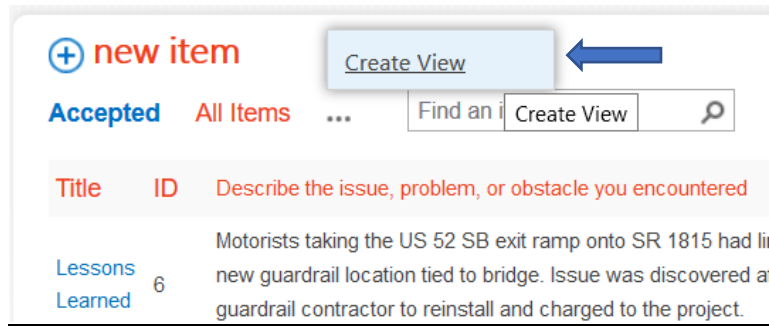 new item
Create View
Accepted All Items ... Find an i Create View
Title ID Describe the issue, problem, or obstacle you encountered
Motorists taking the US 52 SB exit ramp onto SR 1815 had
Lessons Learned 6 new guardrail location tied to bridge. Issue was discovered
guardrail contractor to reinstall and charged to the project.